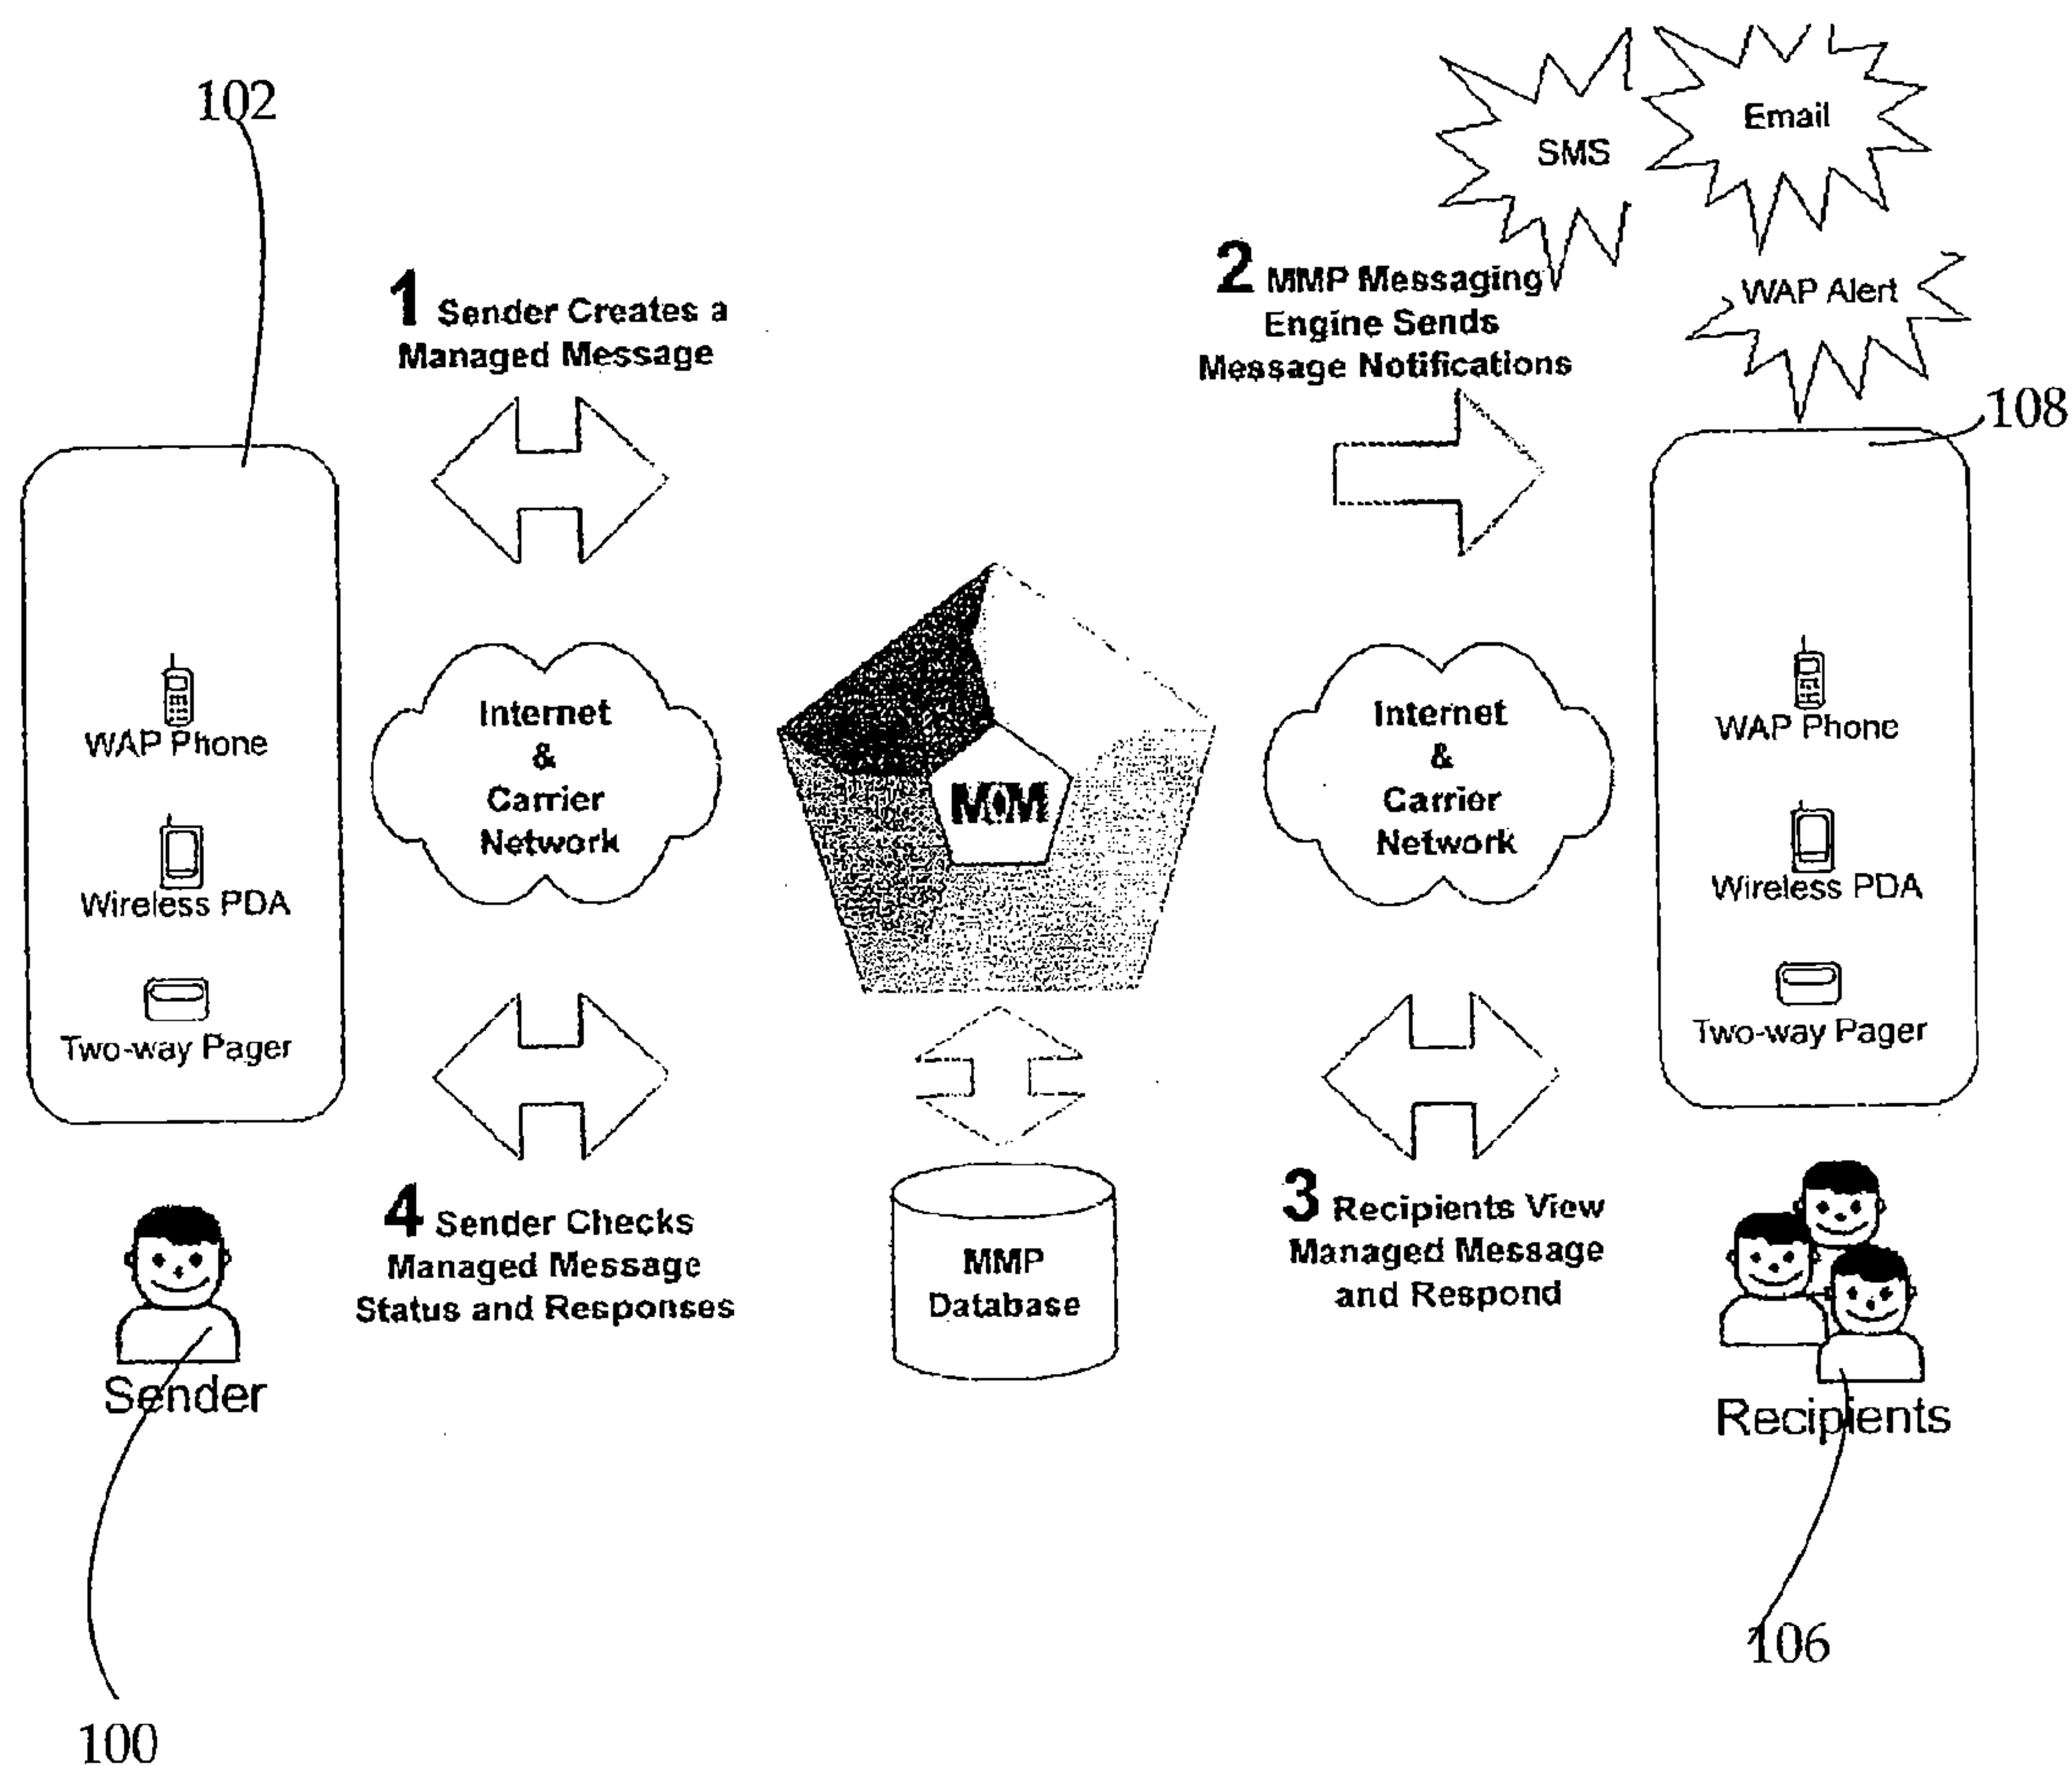 102
SMS
Email
1 Sender Creates a
Managed Message
2 MMP Messaging
Engine Sends
Message Notifications
WAP Alert
108
WAP Phone
Wireless PDA
Two-way Pager
Internet
&
Carrier
Network
Internet
&
Carrier
Network
WAP Phone
Wireless PDA
Two-way Pager
4 Sender Checks
Managed Message
Status and Responses
MMP
Database
3 Recipients View
Managed Message
and Respond
Sender
Recipients
106
100